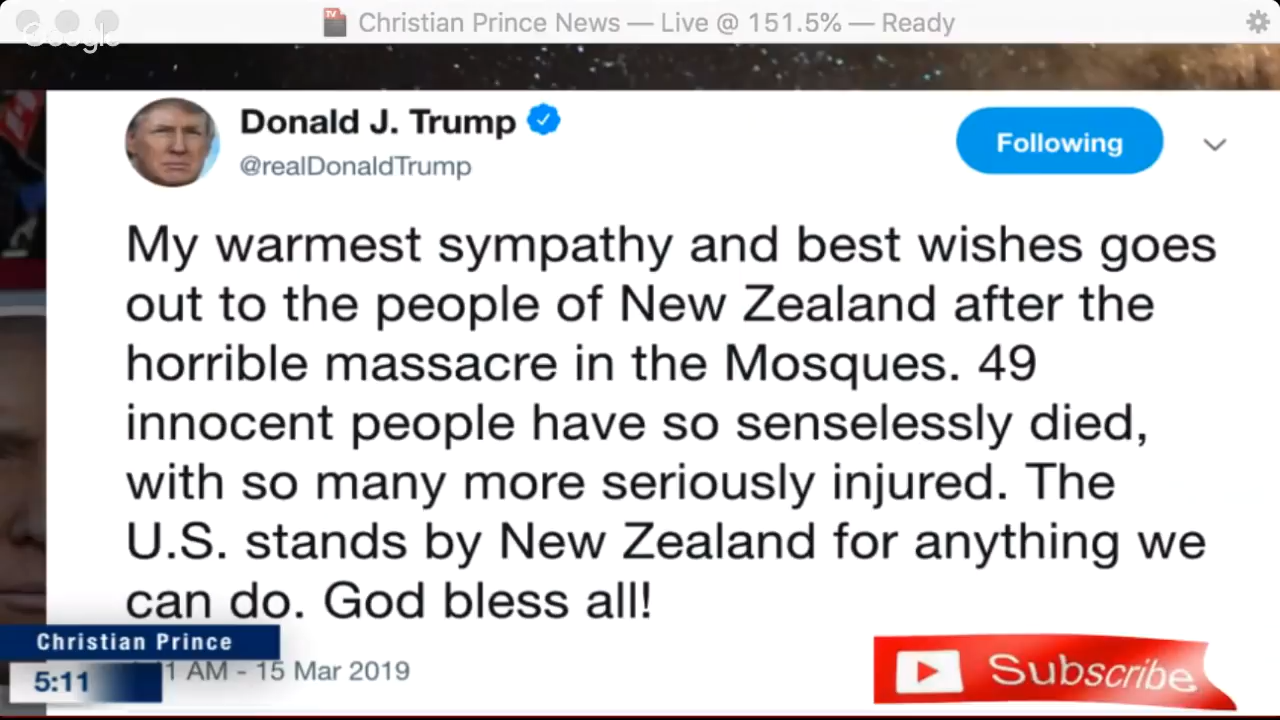 Christian Prince News — Live @ 151.5% — Ready
Google
Donald J. Trump
@realDonaldTrump
Following
My warmest sympathy and best wishes goes
out to the people of New Zealand after the
horrible massacre in the Mosques. 49
innocent people have so senselessly died,
with so many more seriously injured. The
U.S. stands by New Zealand for anything we
can do. God bless all!
Christian Prince
1 AM - 15 Mar 2019
5:11
Subscribe